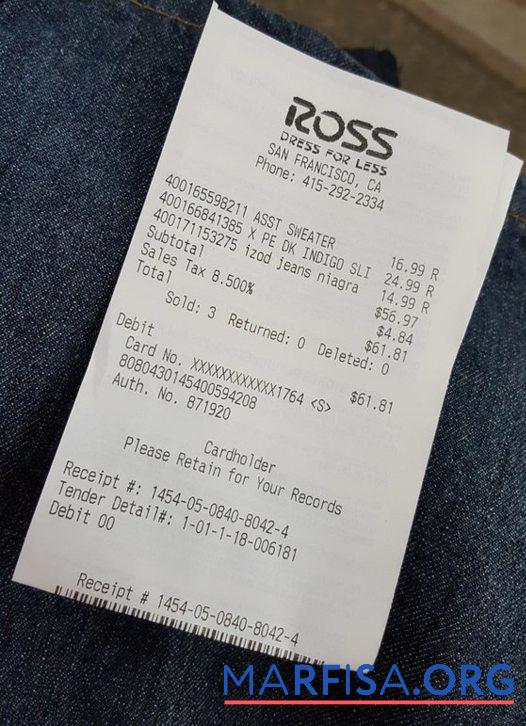 ROSS
DRESS FOR LESS
SAN FRANCISCO, CA
Phone: 415-292-2334
400165598211 ASST SWEATER 16.99 R
400166841385 X PE DK INDIGO SLI 24.99 R
400171153275 izod jeans niagra 14.99 R
Subtotal $56.97
Sales Tax 8.500% $4.84
Total $61.81
Sold: 3 Returned: 0 Deleted: 0
Debit $61.81
Card No. XXXXXXXXXXXX1764 <S>
8080430145400594208
Auth. No. 871920
Cardholder
Please Retain for Your Records
Receipt #: 1454-05-0840-8042-4
Tender Detail#: 1-01-1-18-006181
Debit 00
Receipt # 1454-05-0840-8042-4
MARFISA.ORG